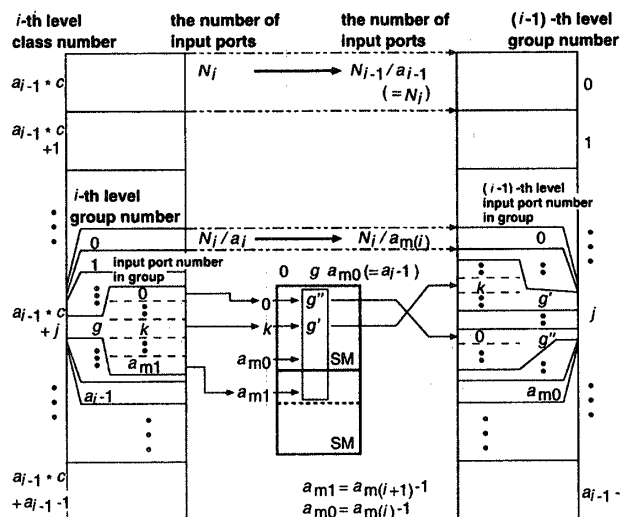 i-th level
class number
the number of
input ports
the number of
input ports
(i-1) -th level
group number
a_{i-1} * c
N_i
N_{i-1}/a_{i-1}
(=N_i)
0
a_{i-1} * c
+1
1
i-th level
group number
(i-1) -th level
input port number
in group
0
N_i/a_i
N_i/a_{m(i)}
0
1
input port number
in group
0 g a_{m0} (=a_i-1)
0
0
g"
k
g'
a_{i-1} * c
+ j
g
k
k
g'
j
a_{m0}
SM
0
g"
a_{m1}
a_{m1}
a_{m0}
a_i-1
SM
a_{i-1} * c
+ a_{i-1} -1
a_{m1} = a_{m(i+1)} -1
a_{m0} = a_{m(i)} -1
a_{i-1} -